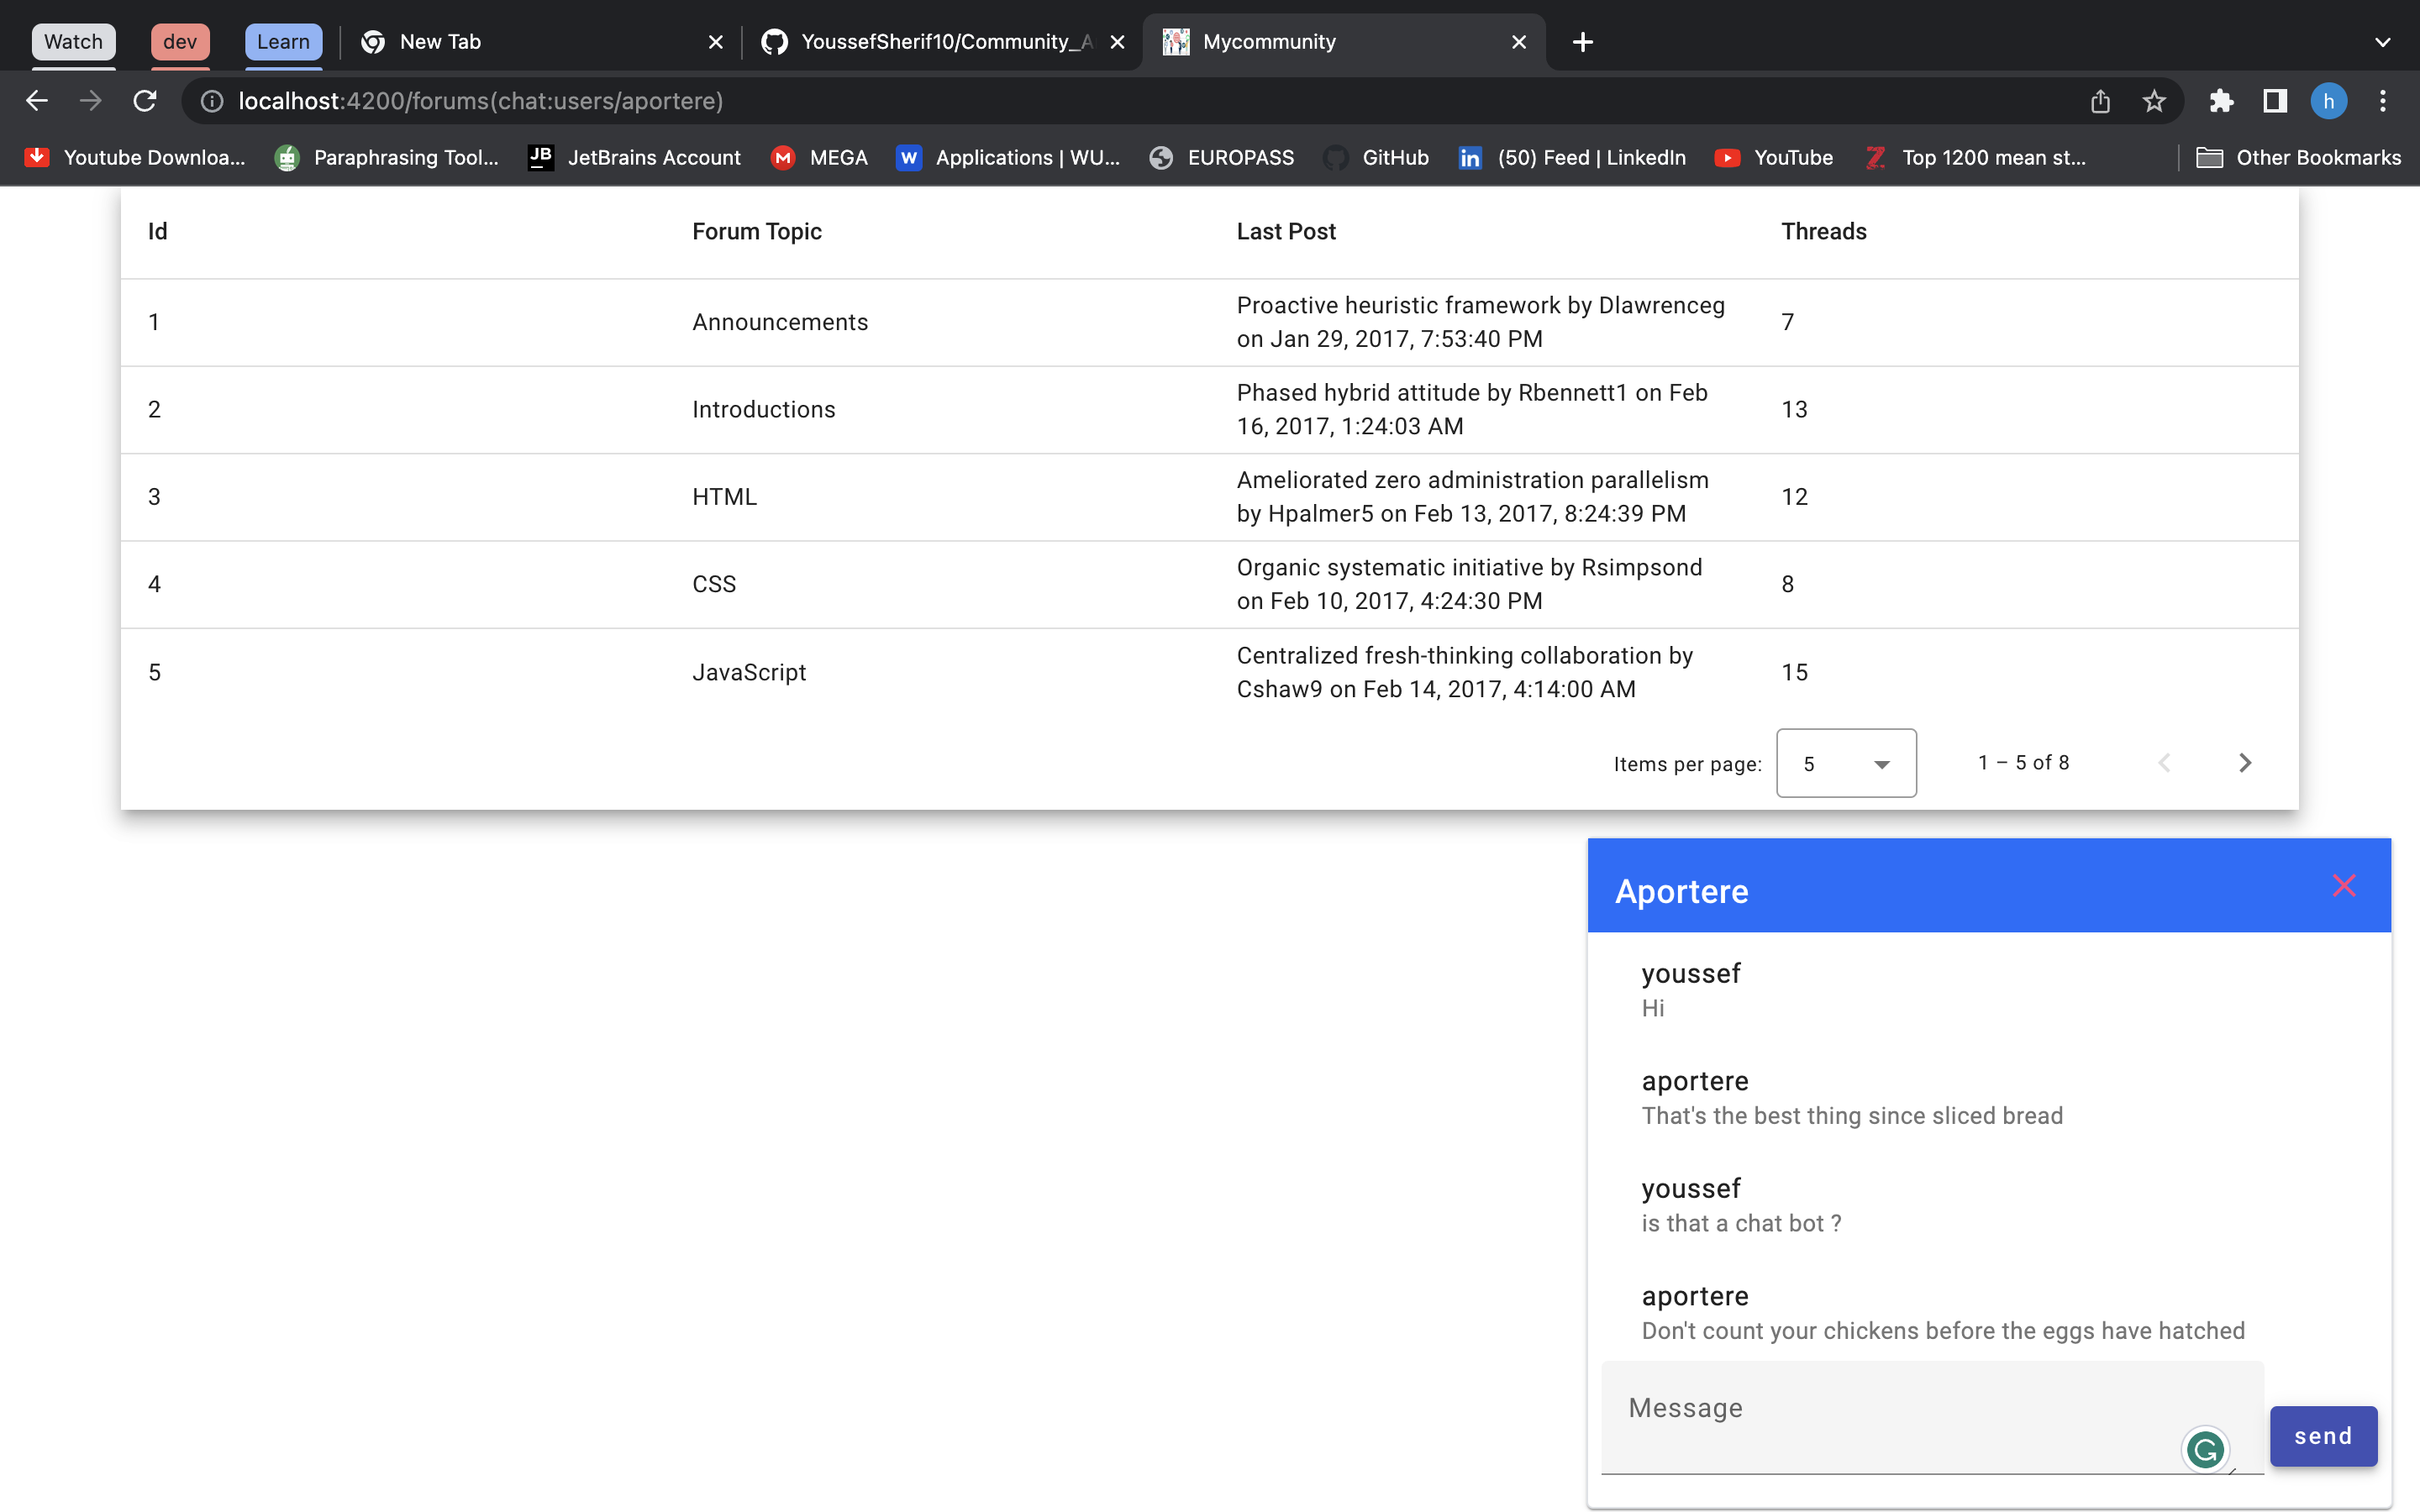 Watch dev Learn New Tab YoussefSherif10/Community_A Mycommunity
localhost:4200/forums(chat:users/aportere) h
Youtube Downloa... Paraphrasing Tool... JB JetBrains Account M MEGA W Applications | WU... EUROPASS GitHub in (50) Feed | LinkedIn YouTube Z Top 1200 mean st... Other Bookmarks
Id Forum Topic Last Post Threads
1 Announcements Proactive heuristic framework by Dlawrenceg 7
on Jan 29, 2017, 7:53:40 PM
2 Introductions Phased hybrid attitude by Rbennett1 on Feb 13
16, 2017, 1:24:03 AM
3 HTML Ameliorated zero administration parallelism 12
by Hpalmer5 on Feb 13, 2017, 8:24:39 PM
4 CSS Organic systematic initiative by Rsimpsond 8
on Feb 10, 2017, 4:24:30 PM
5 JavaScript Centralized fresh-thinking collaboration by 15
Cshaw9 on Feb 14, 2017, 4:14:00 AM
Items per page: 5 1 – 5 of 8
Aportere
youssef
Hi
aportere
That's the best thing since sliced bread
youssef
is that a chat bot ?
aportere
Don't count your chickens before the eggs have hatched
Message
send